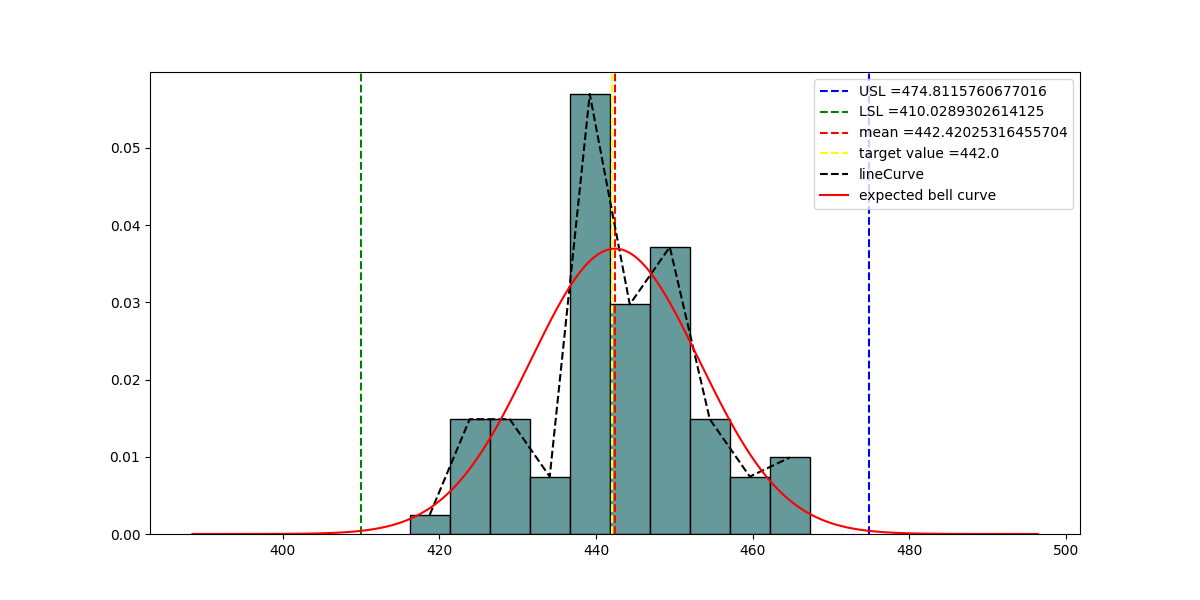 USL =474.8115760677016
LSL =410.0289302614125
mean =442.42025316455704
target value =442.0
lineCurve
expected bell curve
0.05
0.04
0.03
0.02
0.01
0.00
400 420 440 460 480 500